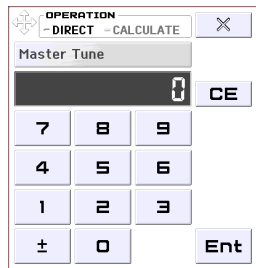 OPERATION
DIRECT CALCULATE
Master Tune
0
CE
7 8 9
4 5 6
1 2 3
± 0 Ent